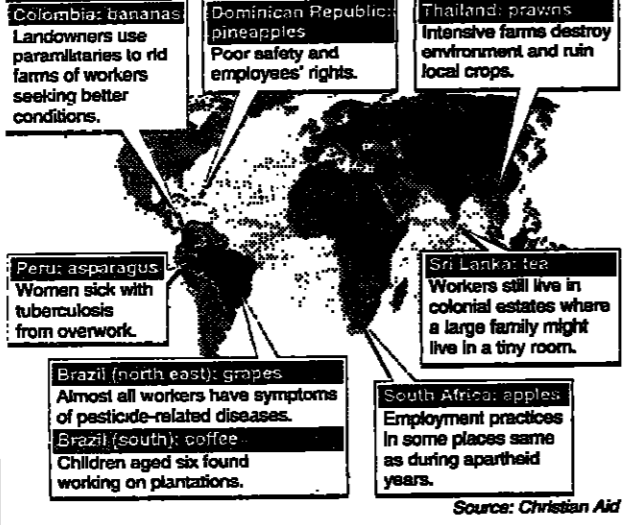 Colombia: bananas
Landowners use
paramilitaries to rid
farms of workers
seeking better
conditions.
Dominican Republic:
pineapples
Poor safety and
employees' rights.
Thailand: prawns
Intensive farms destroy
environment and ruin
local crops.
Peru: asparagus
Women sick with
tuberculosis
from overwork.
Sri Lanka: tea
Workers still live in
colonial estates where
a large family might
live in a tiny room.
Brazil (north east): grapes
Almost all workers have symptoms
of pesticide-related diseases.
Brazil (south): coffee
Children aged six found
working on plantations.
South Africa: apples
Employment practices
in some places same
as during apartheid
years.
Source: Christian Aid